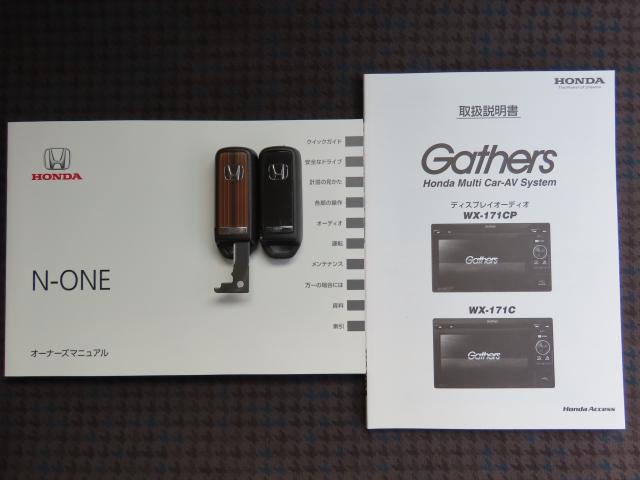 HONDA
N-ONE
オーナーズマニュアル
クイックガイド
安全なドライブ
計器の見かた
各部の操作
オーディオ
運転
メンテナンス
万一の場合には
資料
索引
HONDA
The Power of Dreams
取扱説明書
Gathers
Honda Multi Car-AV System
ディスプレイオーディオ
WX-171CP
Gathers
WX-171C
Gathers
Honda Access